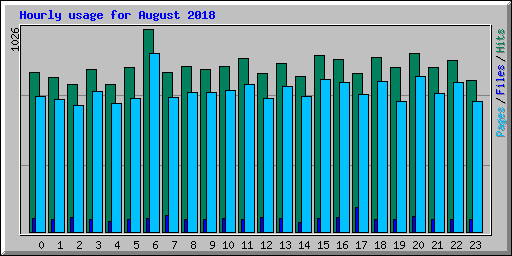 Hourly usage for August 2018
1026
Pages / Files / Hits
0 1 2 3 4 5 6 7 8 9 10 11 12 13 14 15 16 17 18 19 20 21 22 23